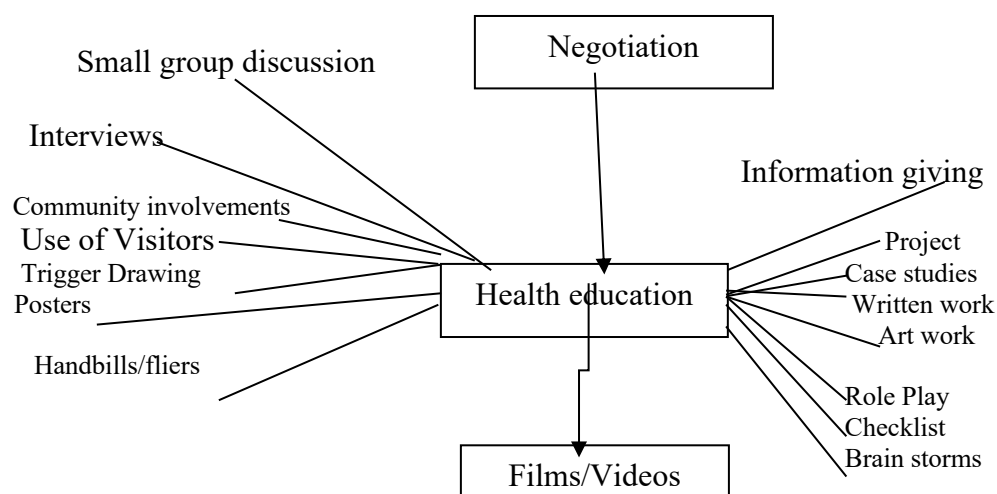 Negotiation
Small group discussion
Interviews
Information giving
Community involvements
Use of Visitors
Project
Trigger Drawing
Case studies
Posters
Health education
Written work
Art work
Handbills/fliers
Role Play
Checklist
Brain storms
Films/Videos